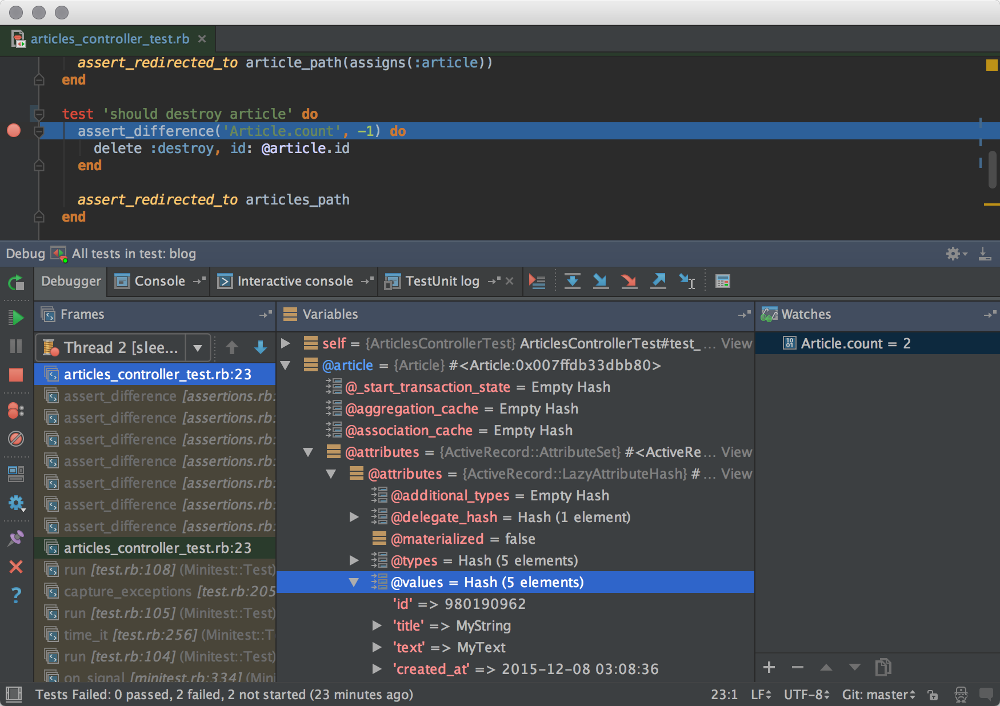 articles_controller_test.rb
assert_redirected_to article_path(assigns(:article))
end
test 'should destroy article' do
assert_difference('Article.count', -1) do
delete :destroy, id: @article.id
end
assert_redirected_to articles_path
end
Debug All tests in test: blog
Debugger Console Interactive console TestUnit log
Frames
Thread 2 [slee...
articles_controller_test.rb:23
assert_difference [assertions.rb:
assert_difference [assertions.rb:
assert_difference [assertions.rb:
assert_difference [assertions.rb:
assert_difference [assertions.rb:
assert_difference [assertions.rb:
assert_difference [assertions.rb:
articles_controller_test.rb:23
run [test.rb:108] (Minitest::Test)
capture_exceptions [test.rb:205
run [test.rb:105] (Minitest::Test)
time_it [test.rb:256] (Minitest::T
run [test.rb:104] (Minitest::Test)
on_signal [minitest.rb:334] (Mini
Variables
self = {ArticlesControllerTest} ArticlesControllerTest#test_... View
@article = {Article} #<Article:0x007ffdb33dbb80>
@_start_transaction_state = Empty Hash
@aggregation_cache = Empty Hash
@association_cache = Empty Hash
@attributes = {ActiveRecord::AttributeSet} #<ActiveRe... View
@attributes = {ActiveRecord::LazyAttributeHash} #... View
@additional_types = Empty Hash
@delegate_hash = Hash (1 element)
@materialized = false
@types = Hash (5 elements)
@values = Hash (5 elements)
'id' => 980190962
'title' => MyString
'text' => MyText
'created_at' => 2015-12-08 03:08:36
Watches
Article.count = 2
Tests Failed: 0 passed, 2 failed, 2 not started (23 minutes ago)
23:1 LF UTF-8 Git: master